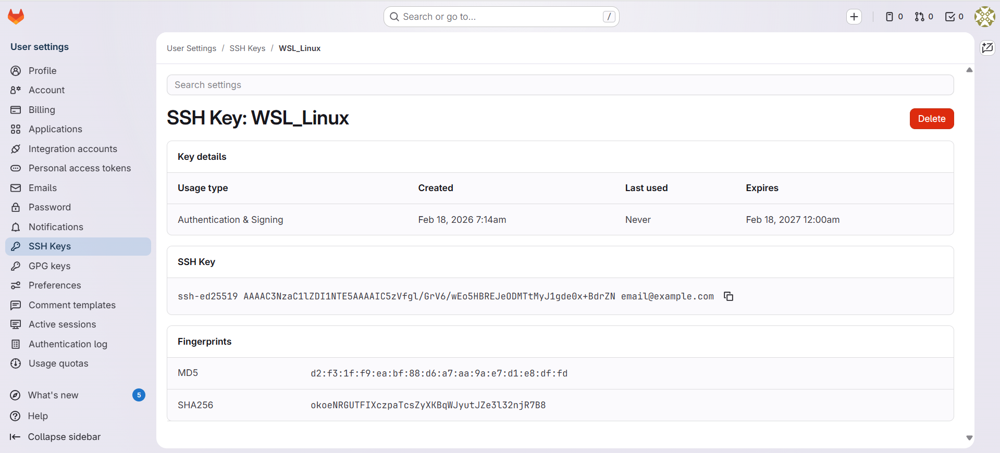 Search or go to...
/
0
0
0
User settings
Profile
Account
Billing
Applications
Integration accounts
Personal access tokens
Emails
Password
Notifications
SSH Keys
GPG keys
Preferences
Comment templates
Active sessions
Authentication log
Usage quotas
What's new
5
Help
Collapse sidebar
User Settings / SSH Keys / WSL_Linux
Search settings
SSH Key: WSL_Linux
Delete
Key details
Usage type Created Last used Expires
Authentication & Signing Feb 18, 2026 7:14am Never Feb 18, 2027 12:00am
SSH Key
ssh-ed25519 AAAAC3NzaC1lZDI1NTE5AAAAIC5zVfgl/GrV6/wEo5HBREJeODMTtMyJ1gde0x+BdrZN email@example.com
Fingerprints
MD5 d2:f3:1f:f9:ea:bf:88:d6:a7:aa:9a:e7:d1:e8:df:fd
SHA256 okoeNRGUTFIXczpaTcsZyXKBqWJyutJZe3l32njR7B8